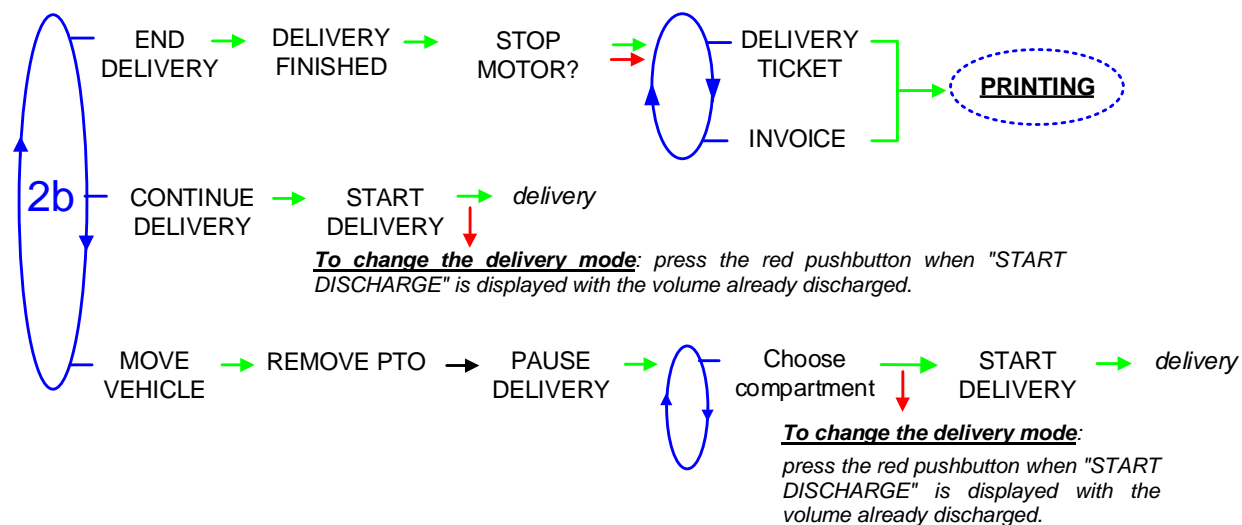 END DELIVERY
DELIVERY FINISHED
STOP MOTOR?
DELIVERY TICKET
PRINTING
INVOICE
2b
CONTINUE DELIVERY
START DELIVERY
delivery
To change the delivery mode: press the red pushbutton when "START
DISCHARGE" is displayed with the volume already discharged.
MOVE VEHICLE
REMOVE PTO
PAUSE DELIVERY
Choose compartment
START DELIVERY
delivery
To change the delivery mode:
press the red pushbutton when "START
DISCHARGE" is displayed with the
volume already discharged.